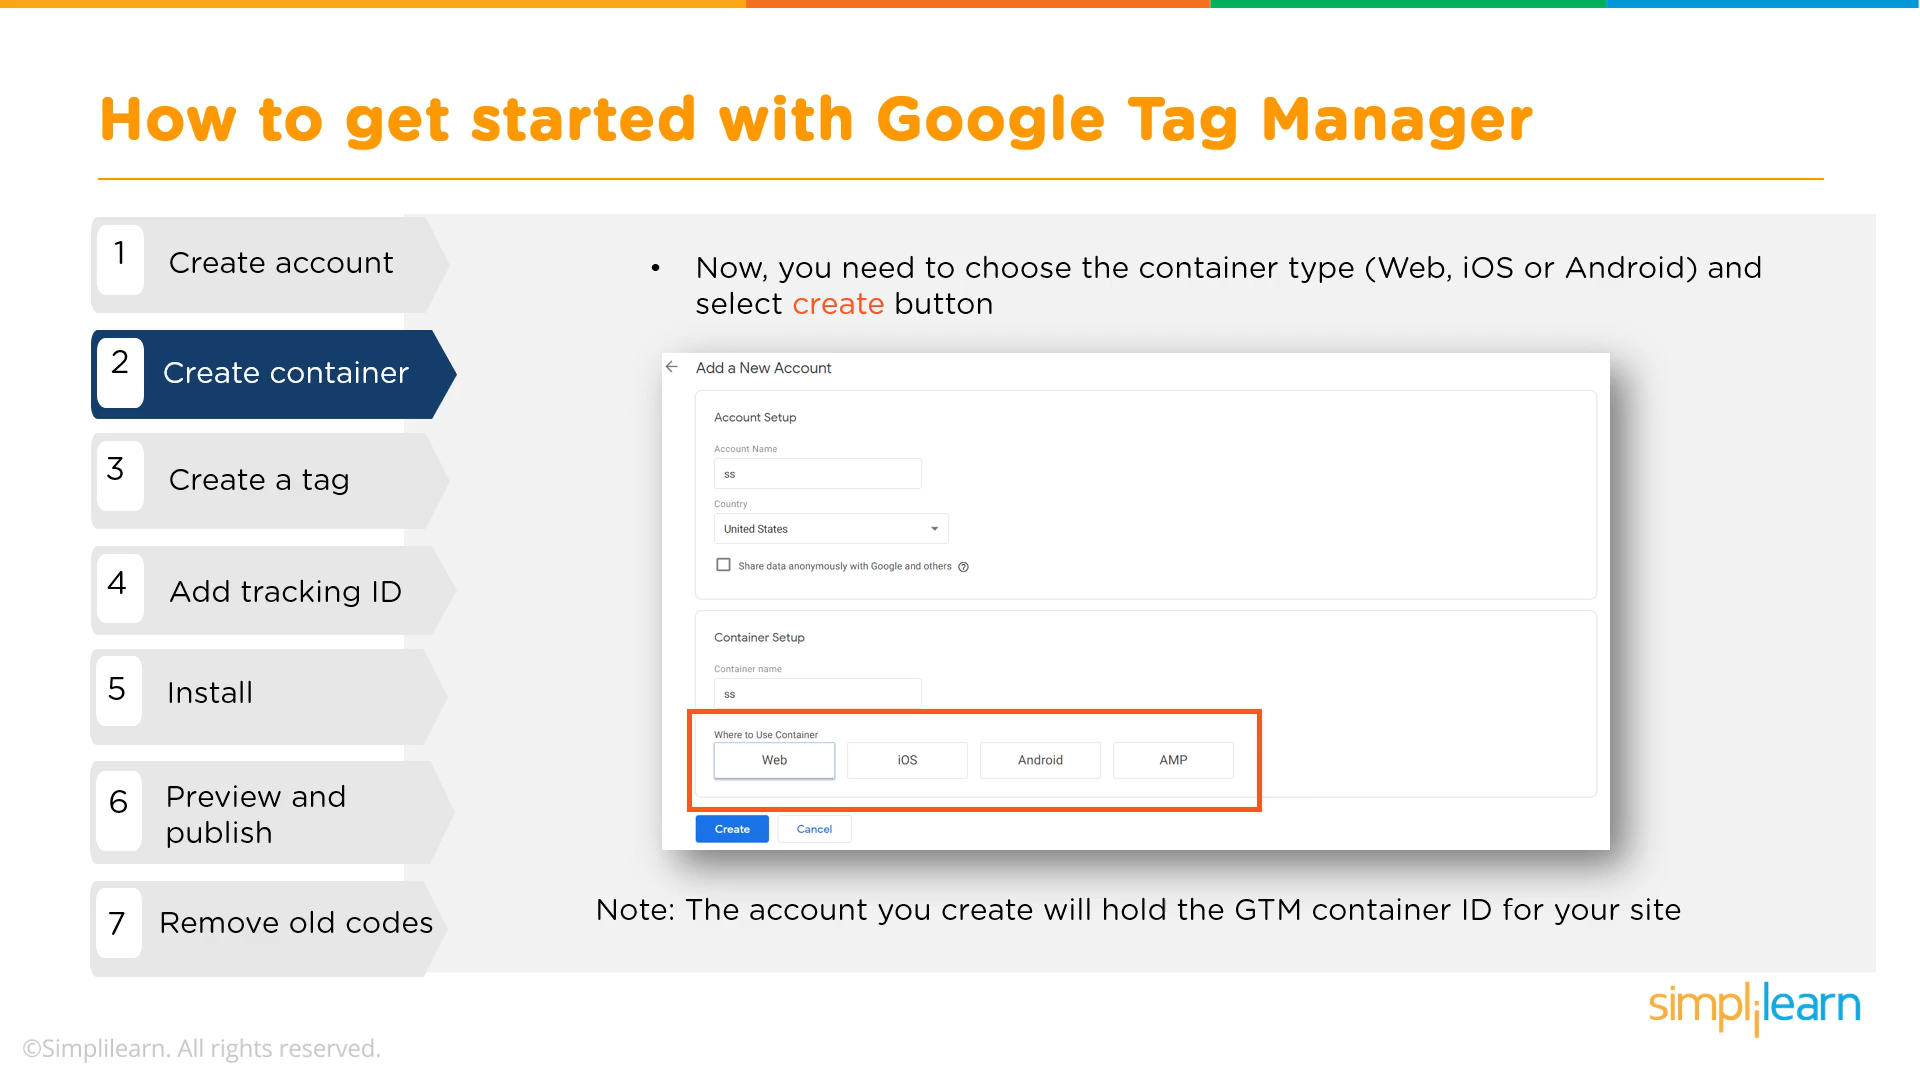 How to get started with Google Tag Manager
1
Create account
2
Create container
3
Create a tag
4
Add tracking ID
5
Install
6
Preview and
publish
7
Remove old codes
• Now, you need to choose the container type (Web, iOS or Android) and
select create button
Add a New Account
Account Setup
Account Name
ss
Country
United States
Share data anonymously with Google and others
Container Setup
Container name
ss
Where to Use Container
Web iOS Android AMP
Create Cancel
Note: The account you create will hold the GTM container ID for your site
simplilearn
©Simplilearn. All rights reserved.